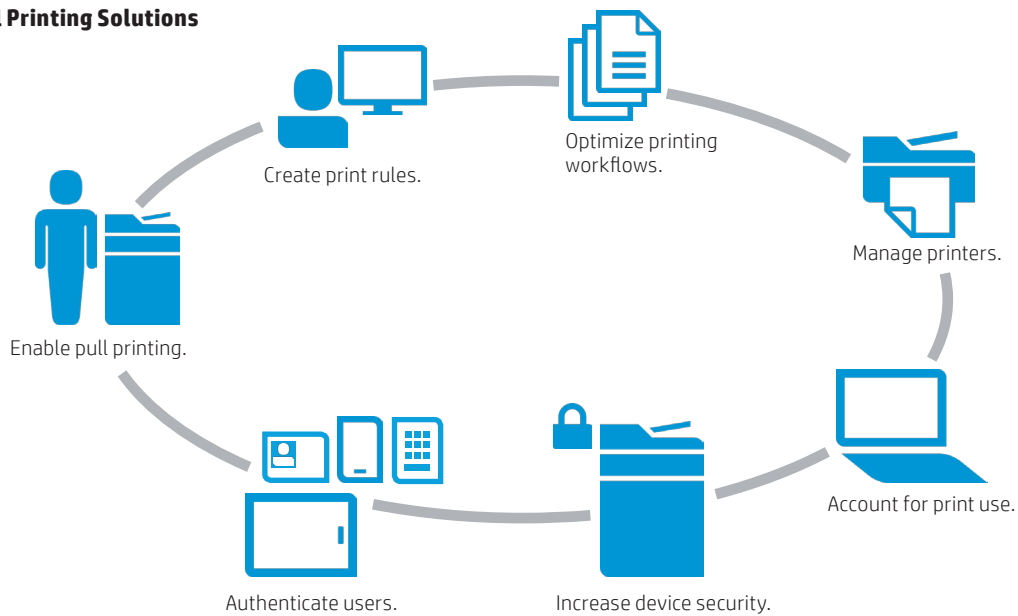 Printing Solutions
Create print rules.
Optimize printing
workflows.
Manage printers.
Enable pull printing.
Account for print use.
Authenticate users.
Increase device security.